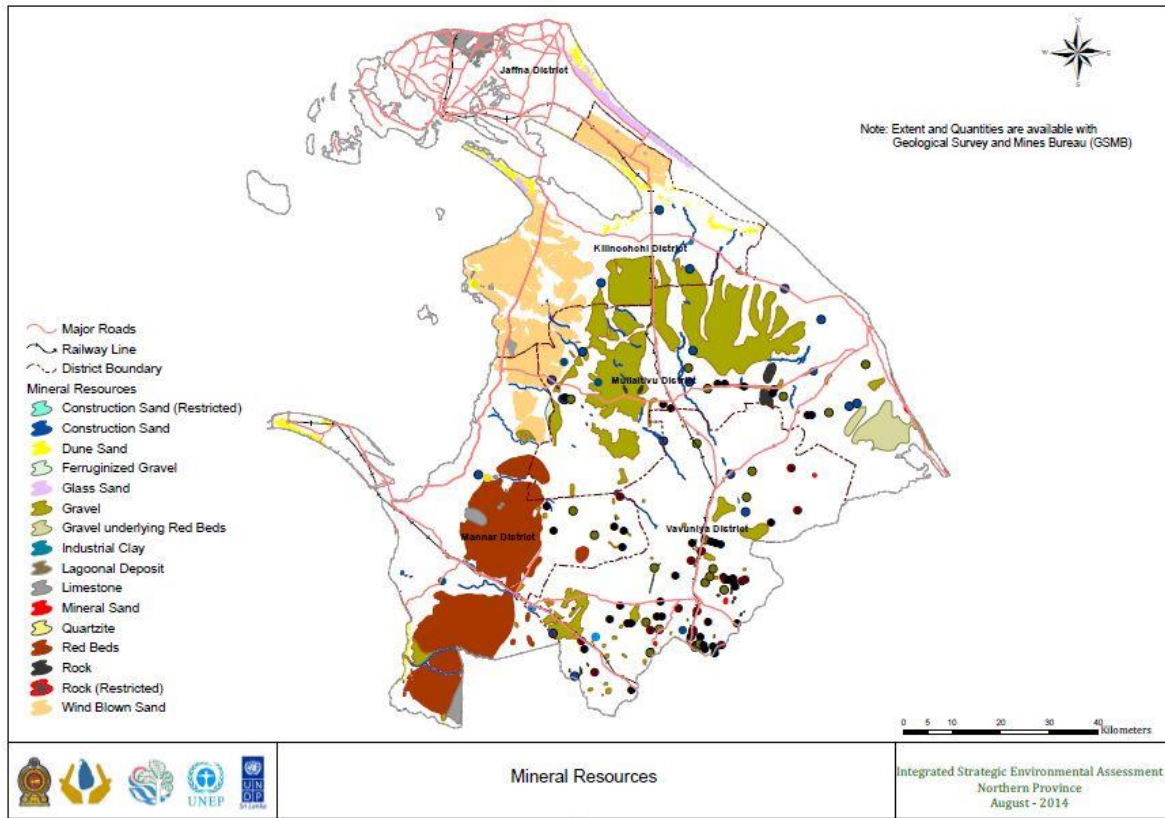 Jaffna District
N
W
E
S
Note: Extent and Quantities are available with
Geological Survey and Mines Bureau (GSMB)
Kilinochchi District
Mullaitivu District
Vavuniya District
Mannar District
Major Roads
Railway Line
District Boundary
Mineral Resources
Construction Sand (Restricted)
Construction Sand
Dune Sand
Ferruginized Gravel
Glass Sand
Gravel
Gravel underlying Red Beds
Industrial Clay
Lagoonal Deposit
Limestone
Mineral Sand
Quartzite
Red Beds
Rock
Rock (Restricted)
Wind Blown Sand
0 5 10 20 30 40
Kilometers
UNEP
U N
D P
Sri Lanka
Mineral Resources
Integrated Strategic Environmental Assessment
Northern Province
August - 2014